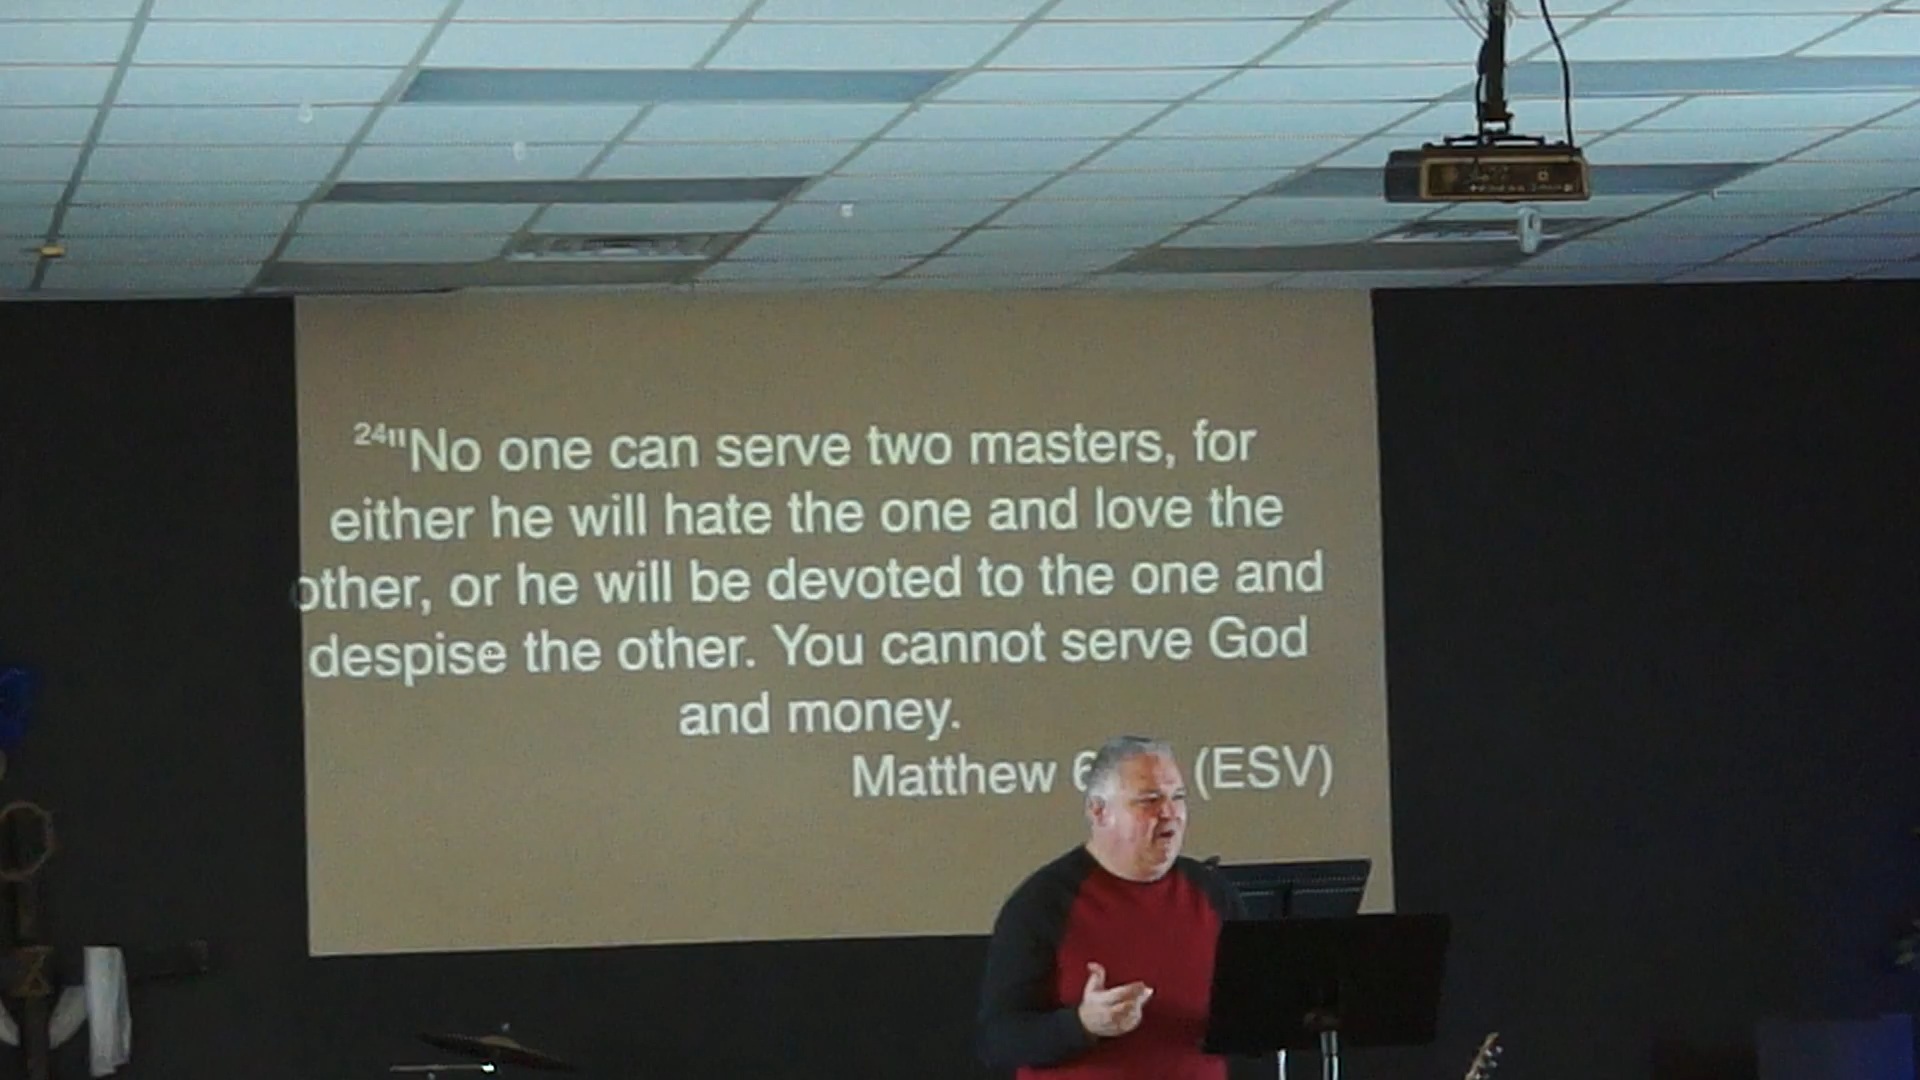 24"No one can serve two masters, for
either he will hate the one and love the
other, or he will be devoted to the one and
despise the other. You cannot serve God
and money.
Matthew 6 (ESV)